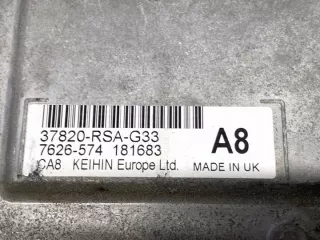 37820-RSA-G33
7626-574 181683
CA8 KEIHIN Europe Ltd.
A8
MADE IN UK